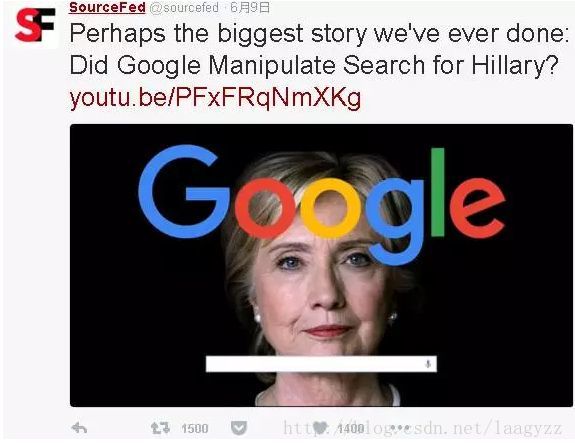 SF
SourceFed @sourcefed · 6月9日
Perhaps the biggest story we've ever done:
Did Google Manipulate Search for Hillary?
youtu.be/PFxFRqNmXKg
Google
1500
1400
http://blog.csdn.net/laagyzz